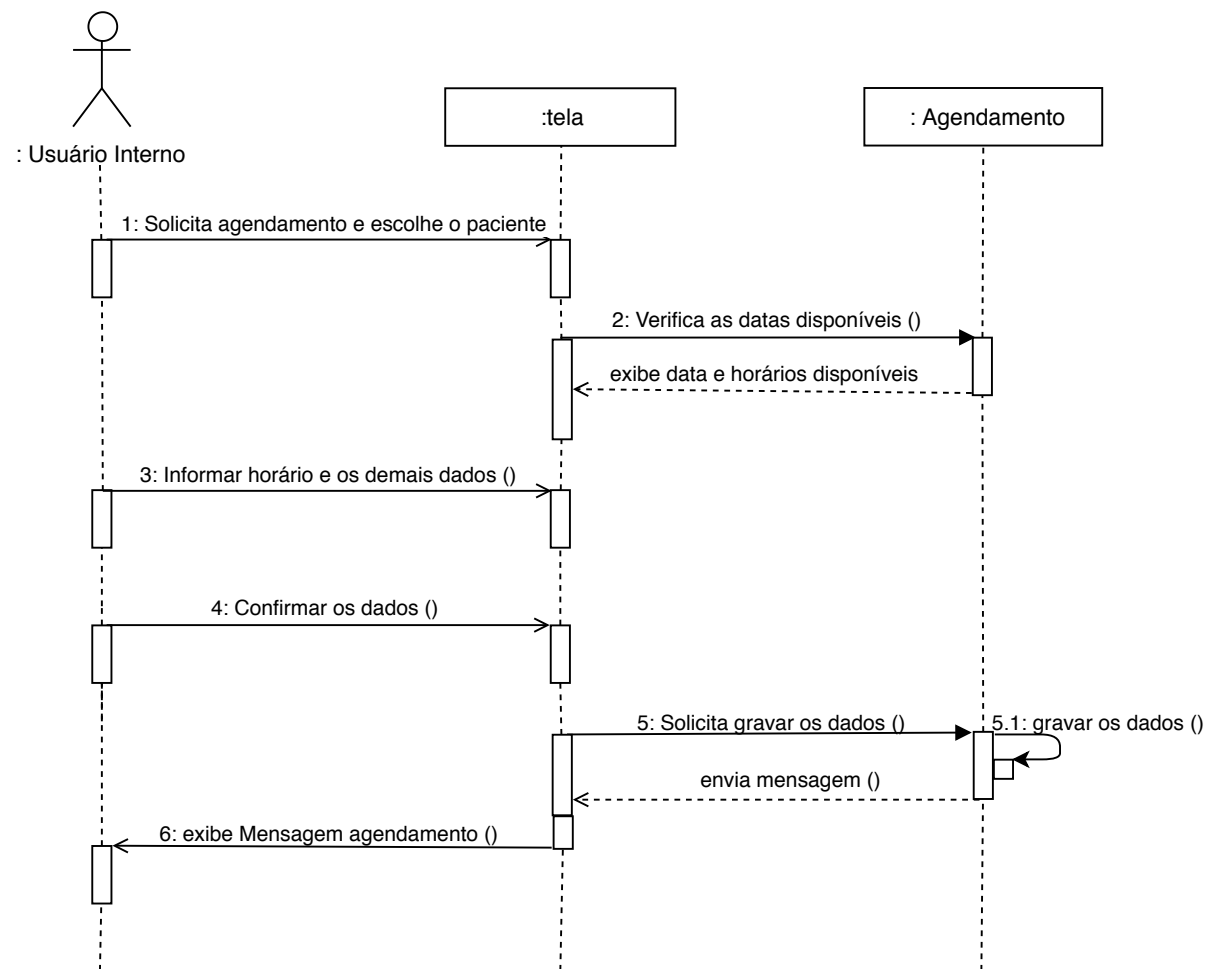 :tela
: Agendamento
: Usuário Interno
1: Solicita agendamento e escolhe o paciente
2: Verifica as datas disponíveis ()
exibe data e horários disponíveis
3: Informar horário e os demais dados ()
4: Confirmar os dados ()
5: Solicita gravar os dados ()
5.1: gravar os dados ()
envia mensagem ()
6: exibe Mensagem agendamento ()